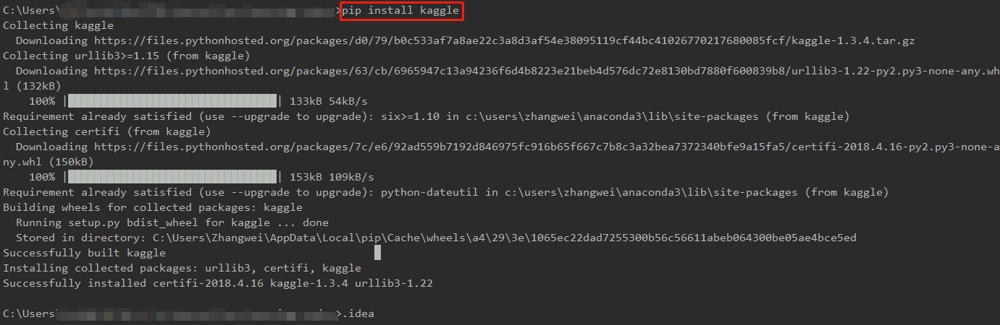 C:\Users\ >pip install kaggle
Collecting kaggle
  Downloading https://files.pythonhosted.org/packages/d0/79/b0c533af7a8ae22c3a8d3af54e38095119cf44bc41026770217680085fcf/kaggle-1.3.4.tar.gz
Collecting urllib3>=1.15 (from kaggle)
  Downloading https://files.pythonhosted.org/packages/63/cb/6965947c13a94236f6d4b8223e21beb4d576dc72e8130bd7880f600839b8/urllib3-1.22-py2.py3-none-any.wh
l (132kB)
    100% |████████████████████████████████| 133kB 54kB/s
Requirement already satisfied (use --upgrade to upgrade): six>=1.10 in c:\users\zhangwei\anaconda3\lib\site-packages (from kaggle)
Collecting certifi (from kaggle)
  Downloading https://files.pythonhosted.org/packages/7c/e6/92ad559b7192d846975fc916b65f667c7b8c3a32bea7372340bfe9a15fa5/certifi-2018.4.16-py2.py3-none-a
ny.whl (150kB)
    100% |████████████████████████████████| 153kB 109kB/s
Requirement already satisfied (use --upgrade to upgrade): python-dateutil in c:\users\zhangwei\anaconda3\lib\site-packages (from kaggle)
Building wheels for collected packages: kaggle
  Running setup.py bdist_wheel for kaggle ... done
  Stored in directory: C:\Users\Zhangwei\AppData\Local\pip\Cache\wheels\a4\29\3e\1065ec22dad7255300b56c56611abeb064300be05ae4bce5ed
Successfully built kaggle
Installing collected packages: urllib3, certifi, kaggle
Successfully installed certifi-2018.4.16 kaggle-1.3.4 urllib3-1.22
C:\Users\ >.idea